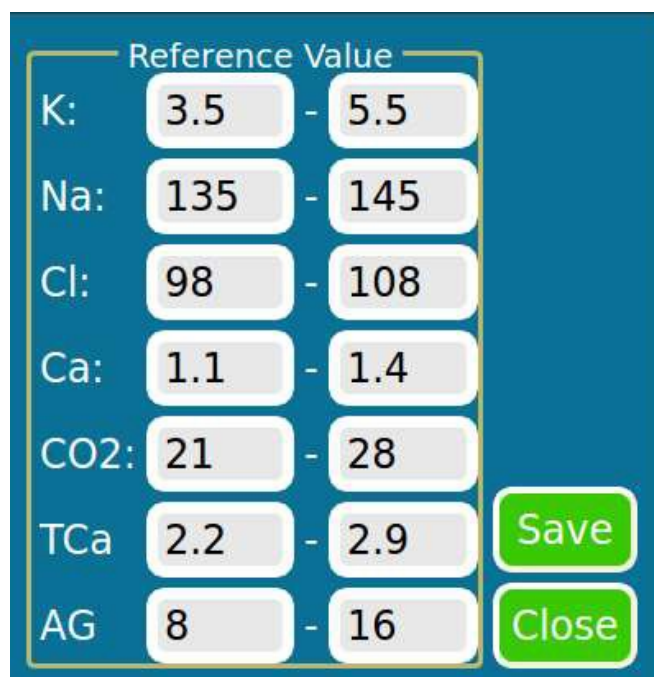 Reference Value
K: 3.5 - 5.5
Na: 135 - 145
Cl: 98 - 108
Ca: 1.1 - 1.4
CO2: 21 - 28
TCa 2.2 - 2.9 Save
AG 8 - 16 Close